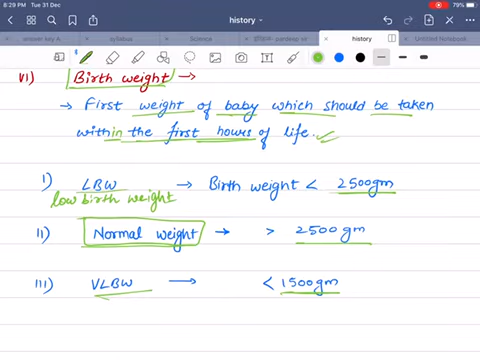 8:29 PM Tue 31 Dec
79%
history
answer key A
syllabus
Science
history
Untitled Notebook
VI) Birth weight →
→ First weight of baby which should be taken
within the first hours of life.
I) LBW → Birth weight < 2500gm
low birth weight
II) Normal weight → > 2500 gm
III) VLBW → < 1500gm